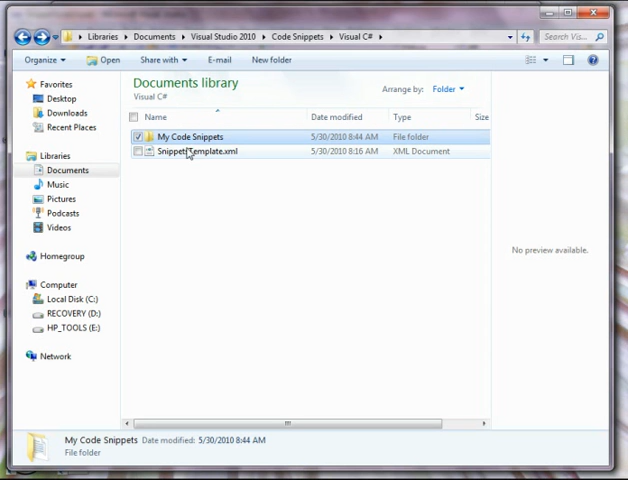 Libraries Documents Visual Studio 2010 Code Snippets Visual C# Search Vis...
Organize Open Share with E-mail New folder
Favorites
Desktop
Downloads
Recent Places
Libraries
Documents
Music
Pictures
Podcasts
Videos
Homegroup
Computer
Local Disk (C:)
RECOVERY (D:)
HP_TOOLS (E:)
Network
Documents library
Visual C#
Arrange by: Folder
Name Date modified Type Size
My Code Snippets 5/30/2010 8:44 AM File folder
SnippetTemplate.xml 5/30/2010 8:16 AM XML Document
No preview available.
My Code Snippets Date modified: 5/30/2010 8:44 AM
File folder